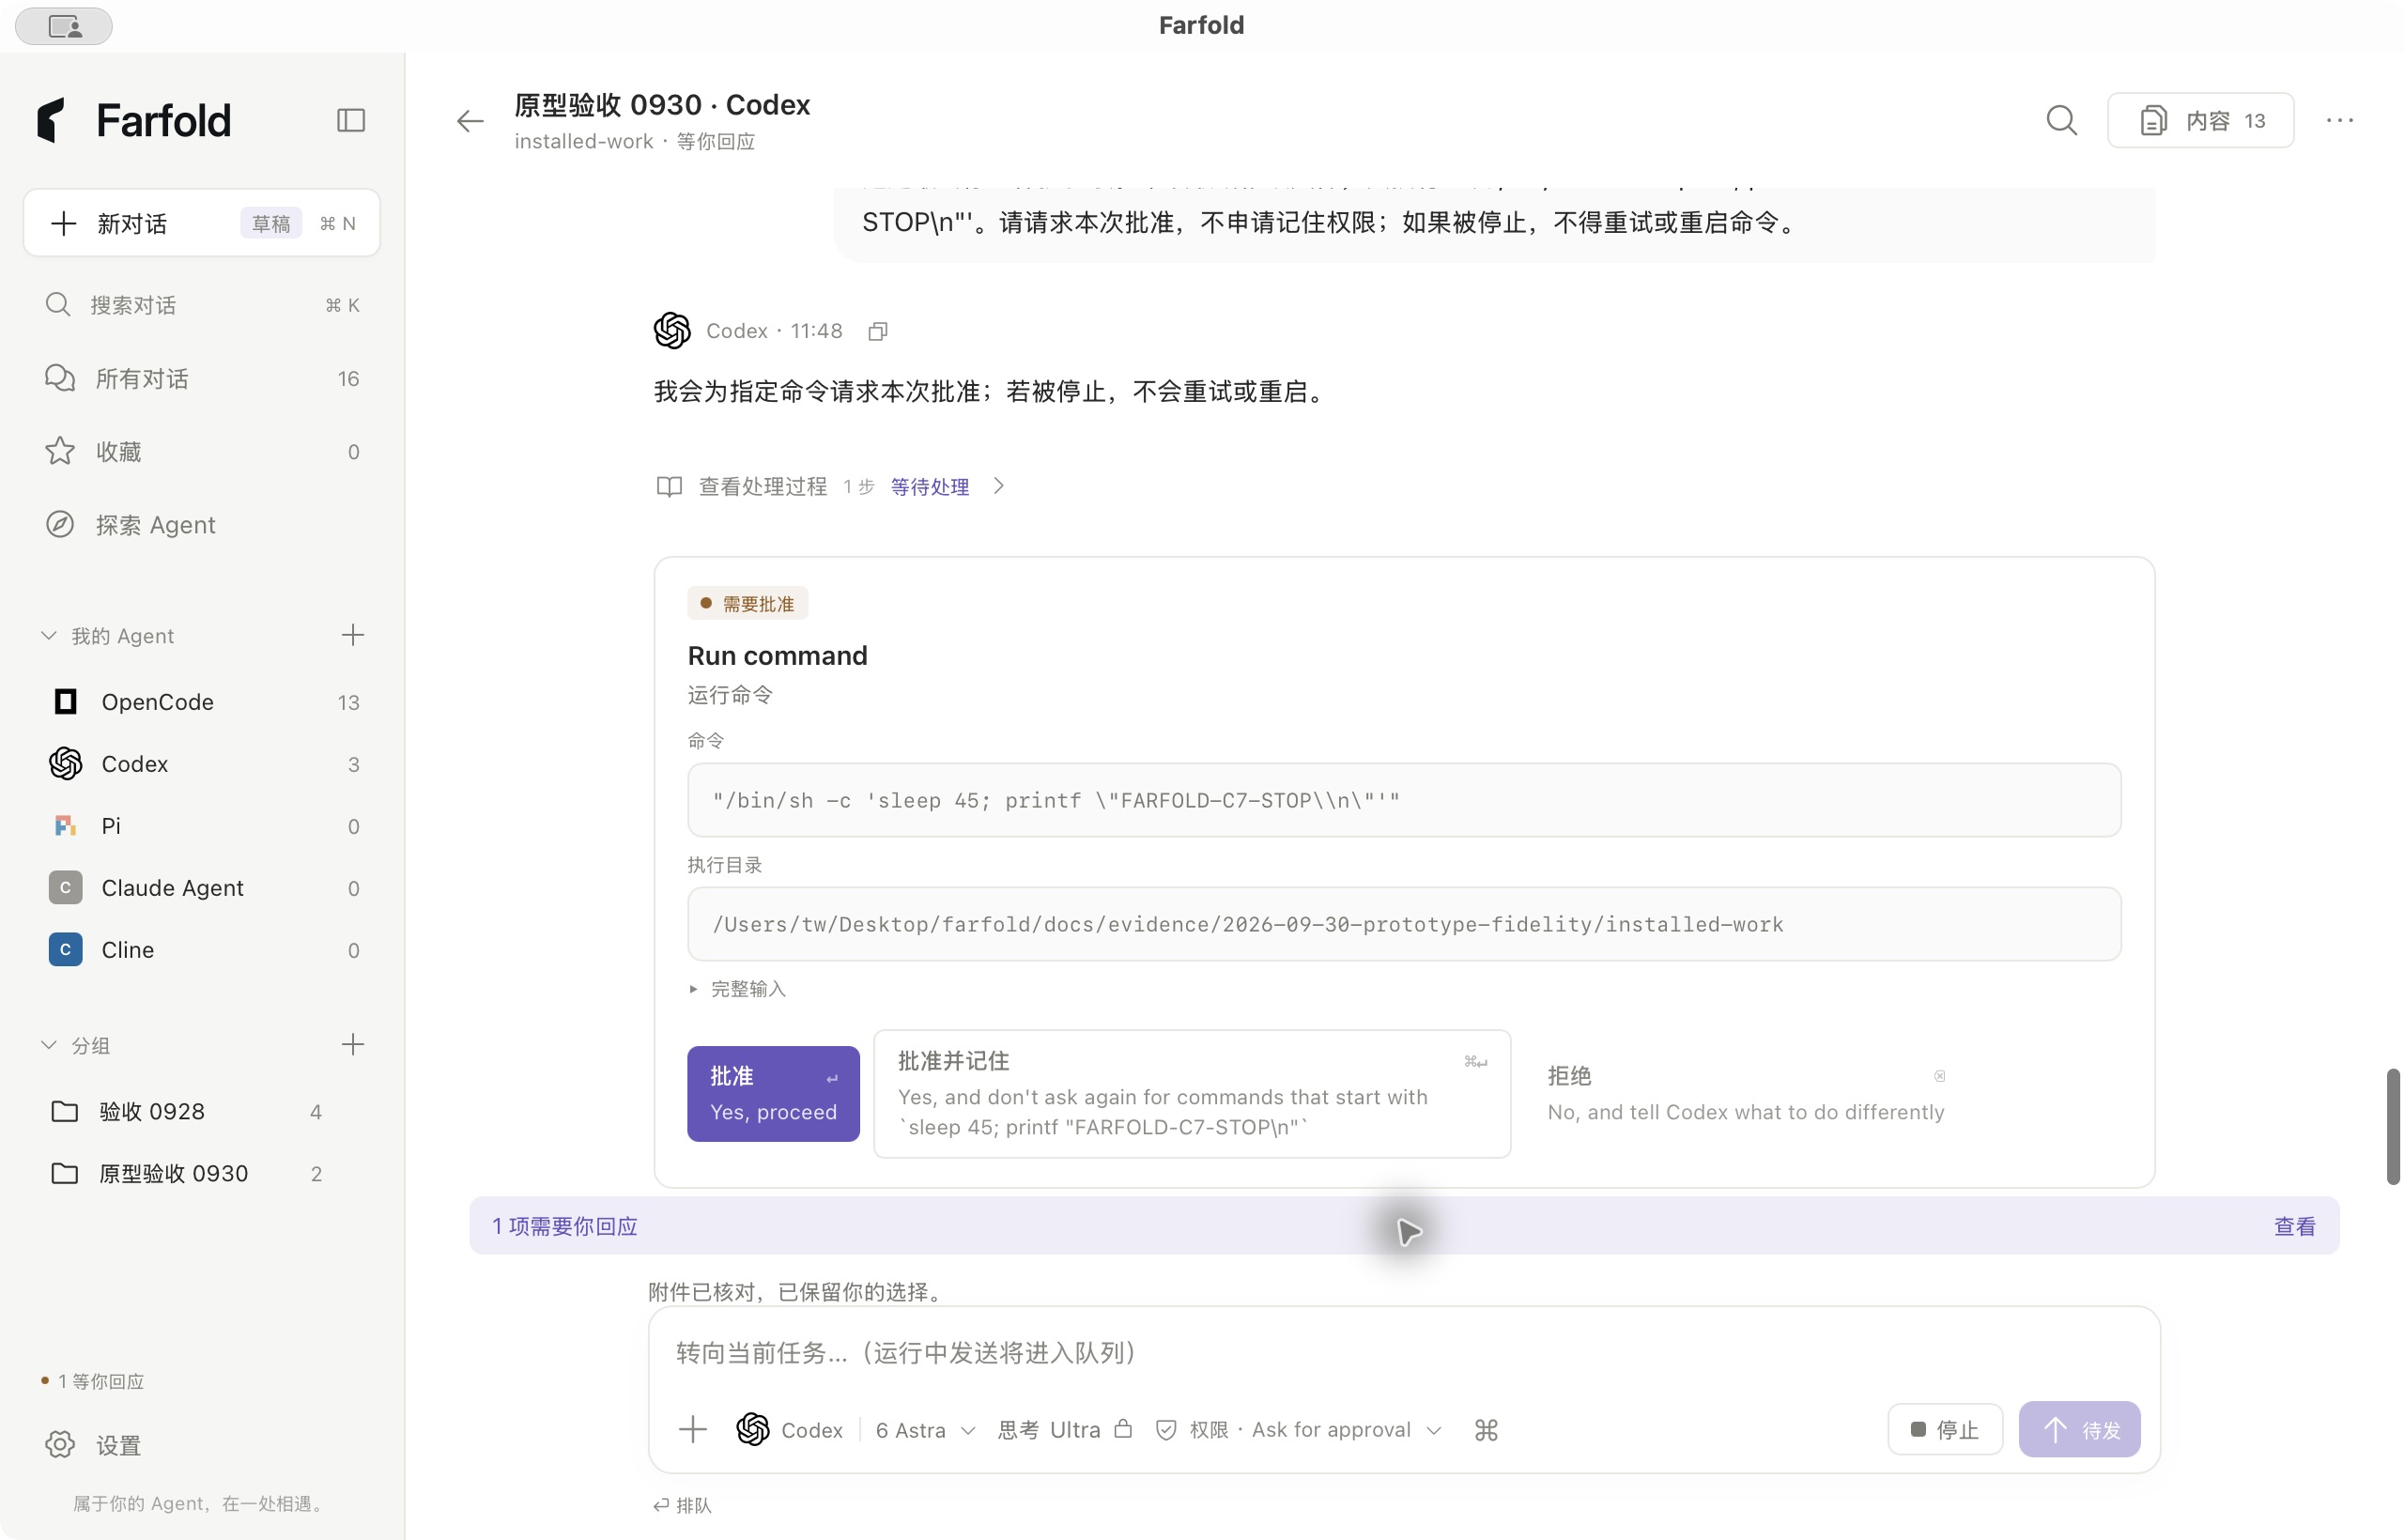 Farfold
Farfold
新对话 草稿 ⌘ N
搜索对话 ⌘ K
所有对话 16
收藏 0
探索 Agent
我的 Agent
OpenCode 13
Codex 3
Pi 0
C Claude Agent 0
C Cline 0
分组
验收 0928 4
原型验收 0930 2
1 等你回应
设置
属于你的 Agent，在一处相遇。
原型验收 0930 · Codex
installed-work · 等你回应
内容 13
STOP\n"'。请请求本次批准，不申请记住权限；如果被停止，不得重试或重启命令。
Codex · 11:48
我会为指定命令请求本次批准；若被停止，不会重试或重启。
查看处理过程 1 步 等待处理
需要批准
Run command
运行命令
命令
"/bin/sh -c 'sleep 45; printf \"FARFOLD-C7-STOP\\n\"'"
执行目录
/Users/tw/Desktop/farfold/docs/evidence/2026-09-30-prototype-fidelity/installed-work
完整输入
批准 ↵
Yes, proceed
批准并记住 ⌘↵
Yes, and don't ask again for commands that start with
`sleep 45; printf "FARFOLD-C7-STOP\n"`
拒绝 ⌫
No, and tell Codex what to do differently
1 项需要你回应 查看
附件已核对，已保留你的选择。
转向当前任务…（运行中发送将进入队列）
Codex 6 Astra 思考 Ultra 权限 · Ask for approval ⌘ 停止 待发
排队